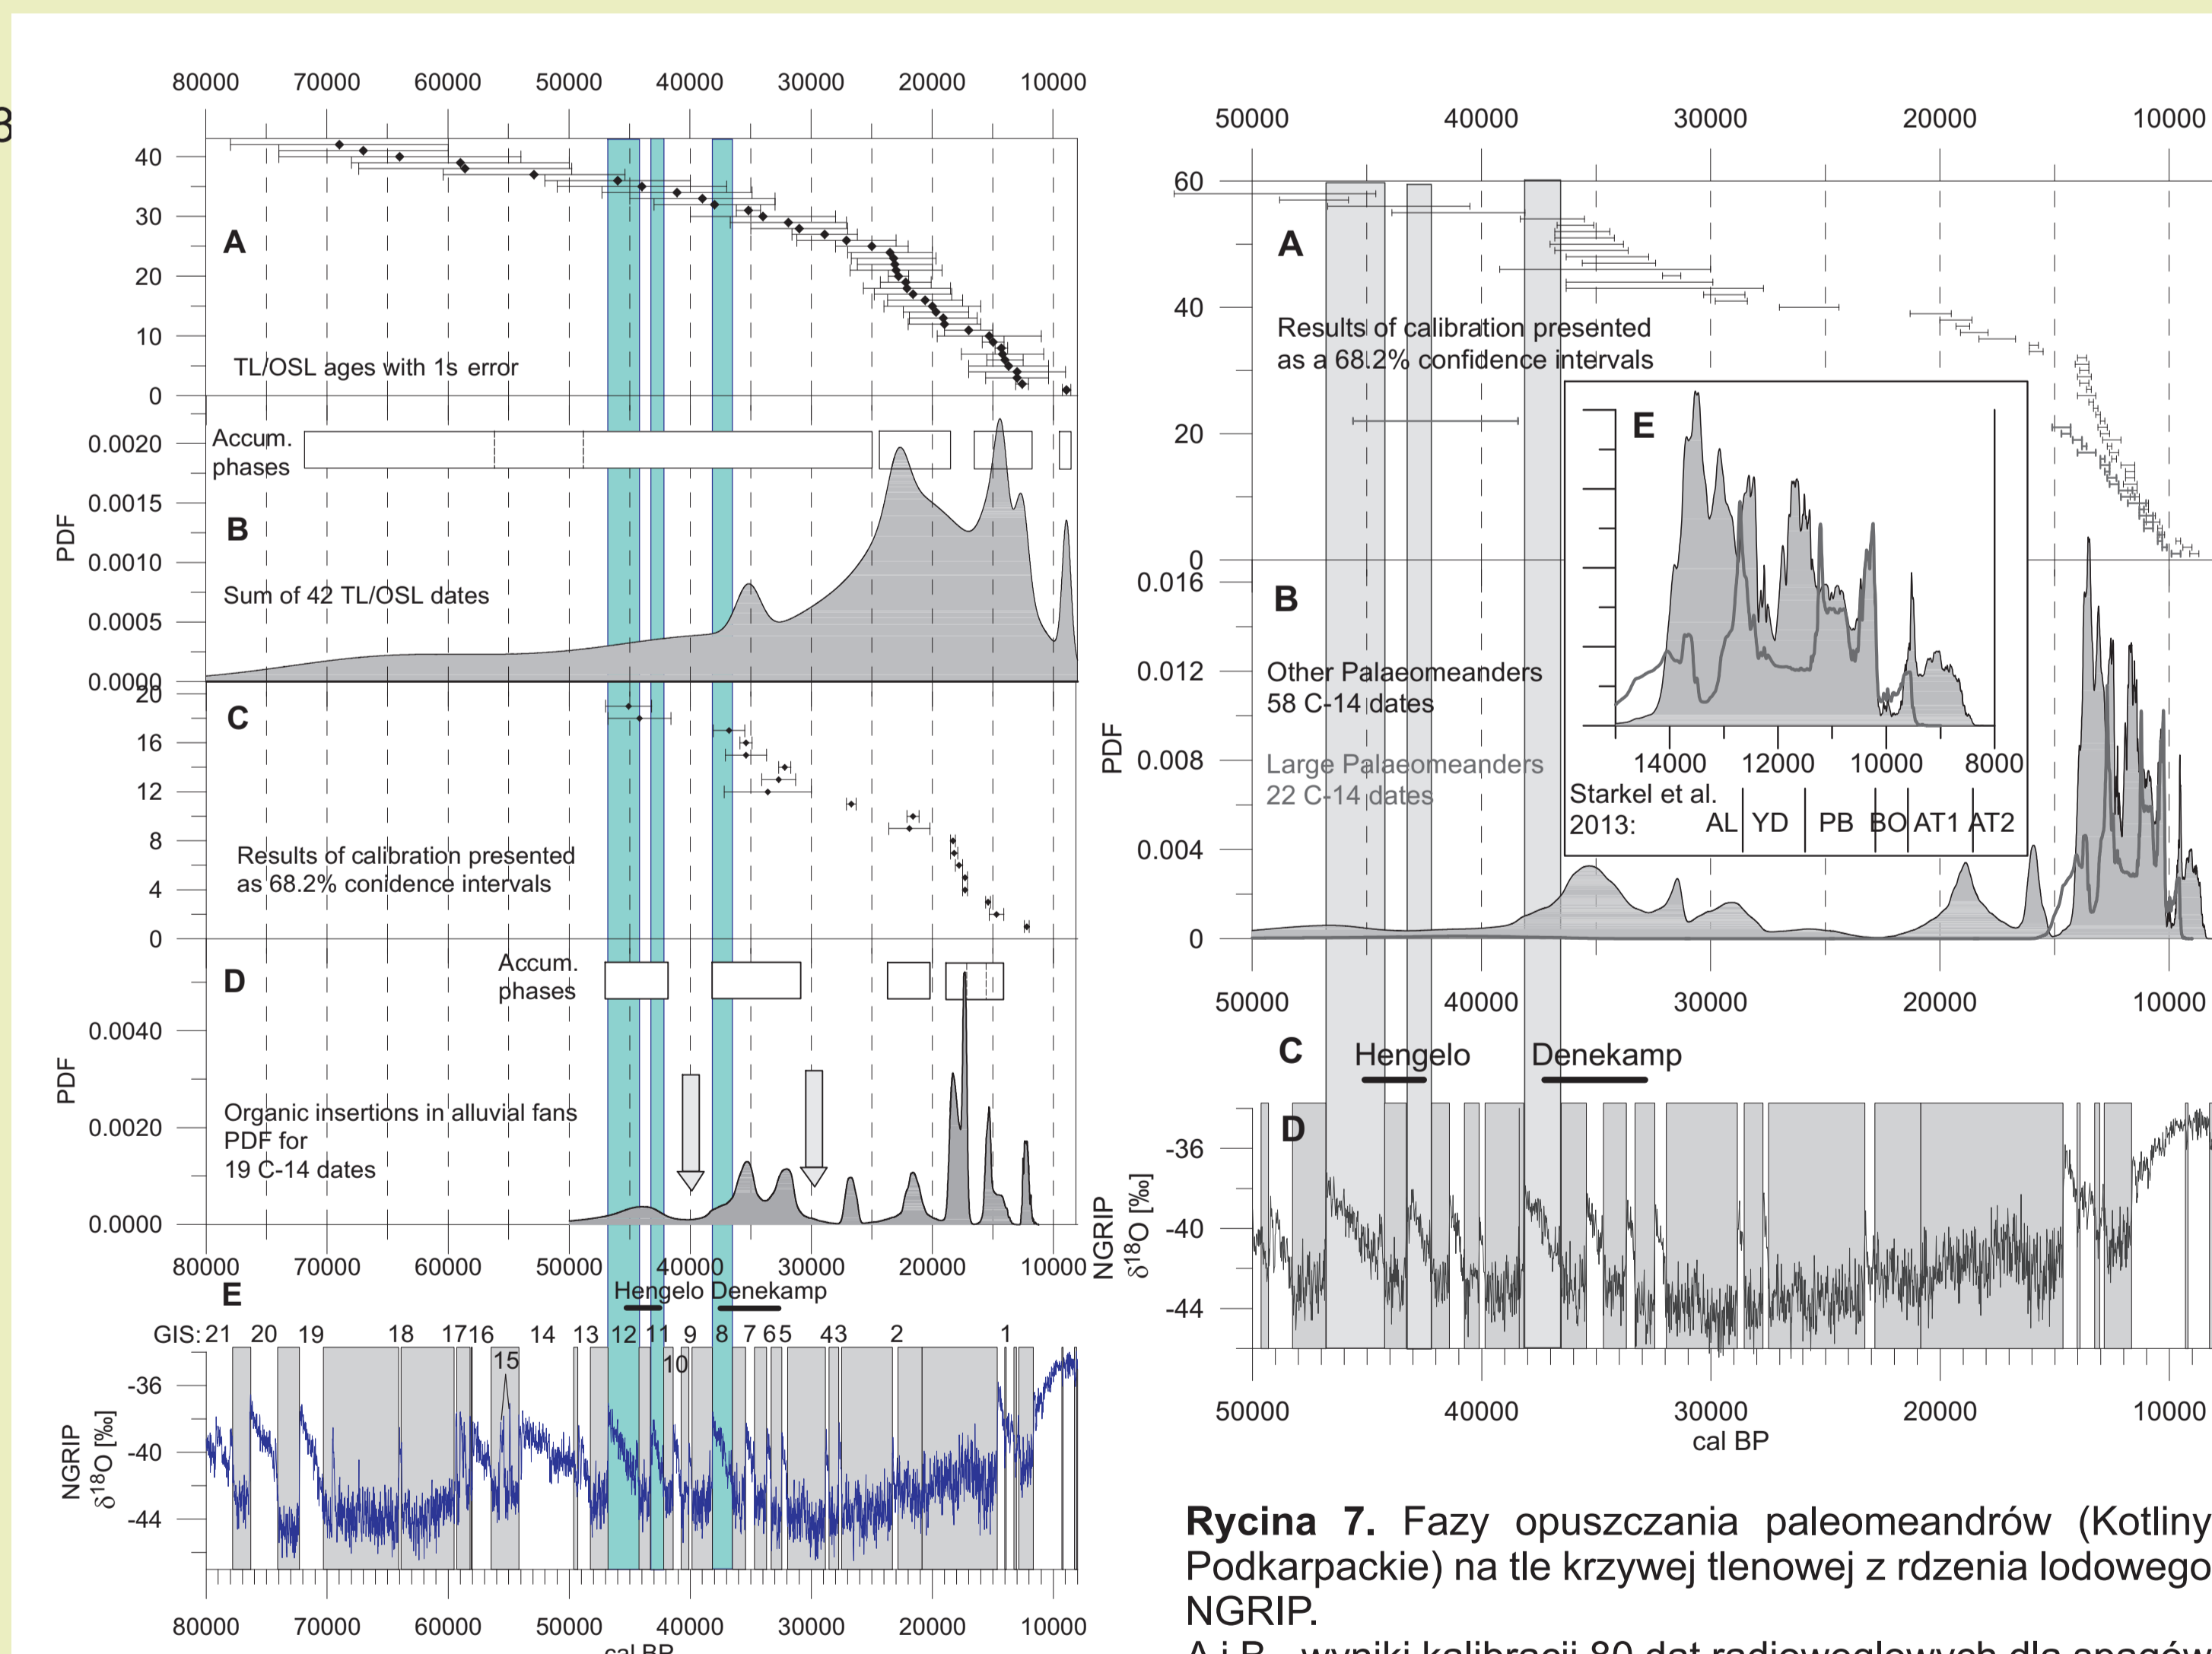 80000 70000 60000 50000 40000 30000 20000 10000
40
30
20
10
0
A
TL/OSL ages with 1s error
Accum.
phases
0.0020
0.0015
0.0010
0.0005
0.0000
PDF
B
Sum of 42 TL/OSL dates
20
16
12
8
4
0
C
Results of calibration presented
as 68.2% conidence intervals
D
Accum.
phases
0.0040
0.0020
0.0000
PDF
Organic insertions in alluvial fans
PDF for
19 C-14 dates
80000 70000 60000 50000 40000 30000 20000 10000
E
Hengelo Denekamp
GIS: 21 20 19 18 17 16 14 13 12 11 9 8 7 6 5 4 3 2 1
15
10
-36
-40
-44
NGRIP
δ18O [‰]
80000 70000 60000 50000 40000 30000 20000 10000
cal BP
50000 40000 30000 20000 10000
60
40
20
0
A
Results of calibration presented
as a 68.2% confidence intervals
E
14000 12000 10000 8000
Starkel et al.
2013:
AL YD PB BO AT1 AT2
0.016
0.012
0.008
0.004
0
PDF
B
Other Palaeomeanders
58 C-14 dates
Large Palaeomeanders
22 C-14 dates
50000 40000 30000 20000 10000
C
Hengelo Denekamp
D
-36
-40
-44
NGRIP
δ18O [‰]
50000 40000 30000 20000 10000
cal BP
Rycina 7. Fazy opuszczania paleomeandrów (Kotliny
Podkarpackie) na tle krzywej tlenowej z rdzenia lodowego
NGRIP.
A i B - wyniki kalibracji 80 dat radiowęglowych dla spągów